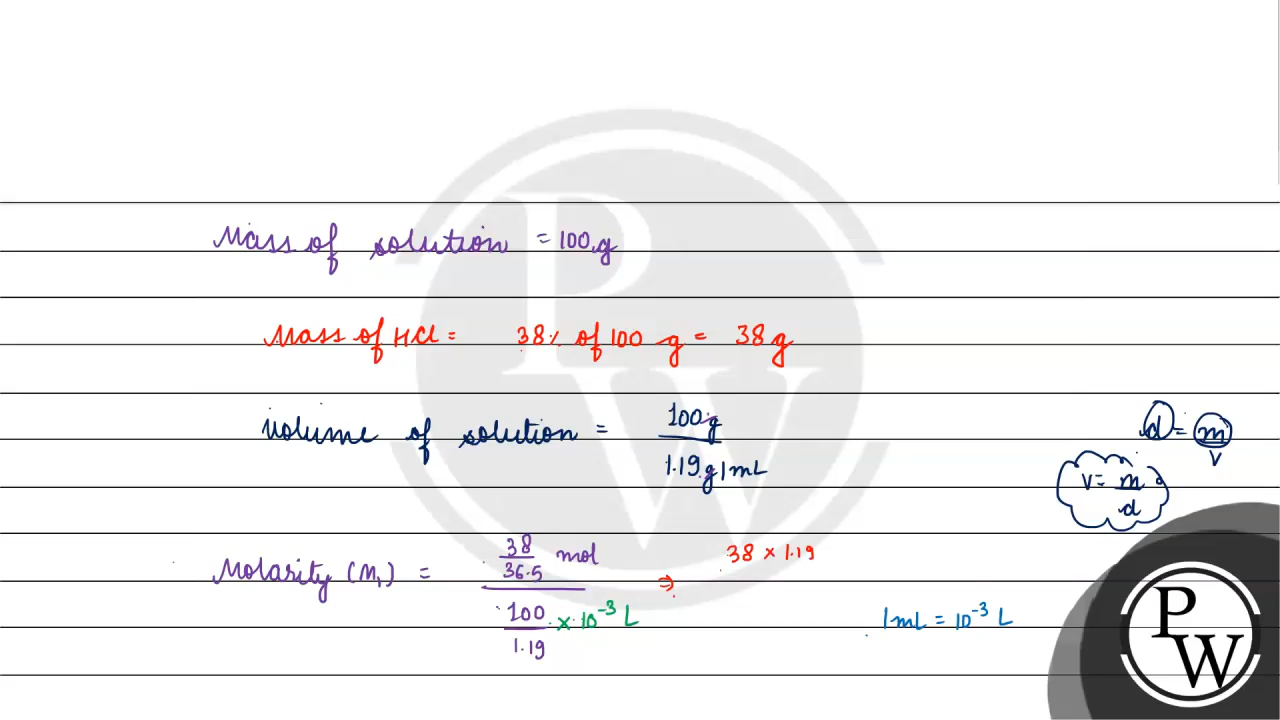 Mass of solution = 100 g
Mass of HCl = 38% of 100 g = 38 g
Volume of solution = 100 g / 1.19 g/mL
d = m / V
V = m / d
Molarity (M₁) = (38 / 36.5 mol) / (100 / 1.19 × 10⁻³ L) ⇒ 38 × 1.19
1 mL = 10⁻³ L
P W
P W